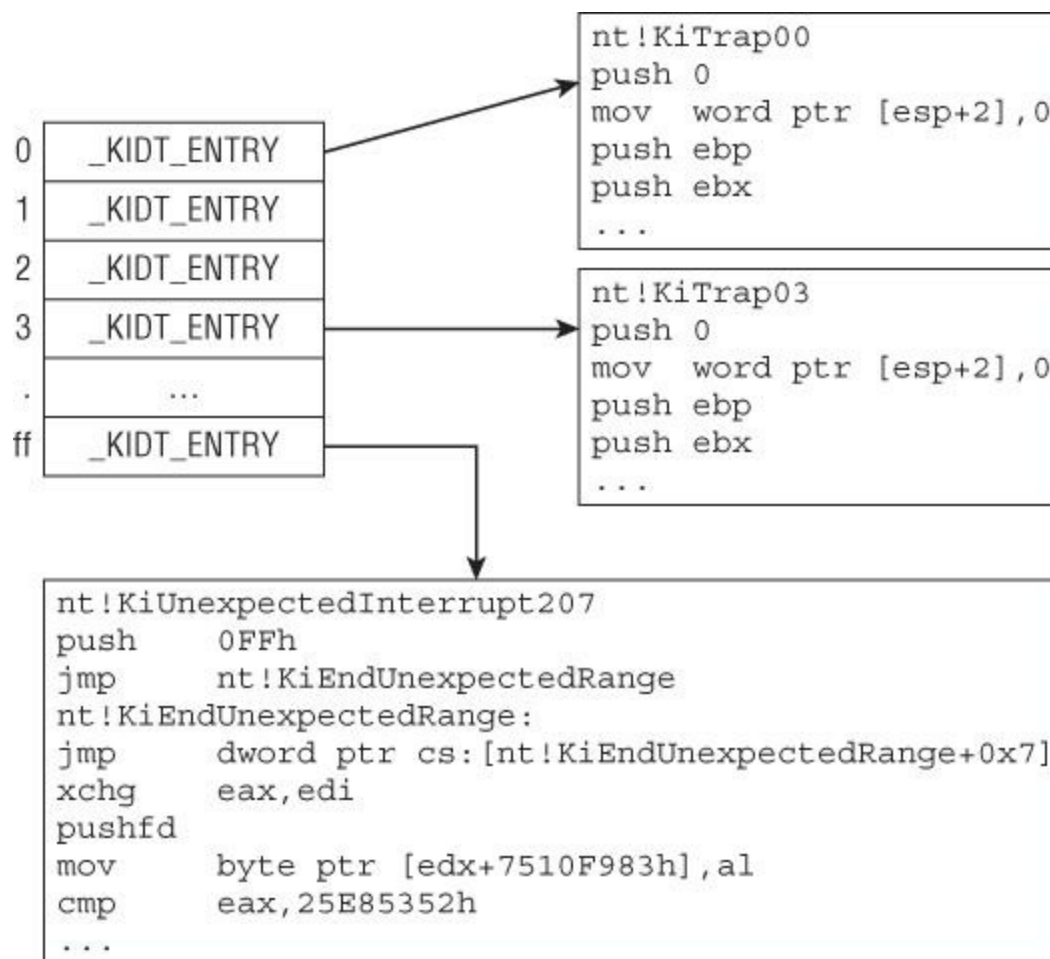 nt!KiTrap00
push 0
mov word ptr [esp+2],0
push ebp
push ebx
...
0 _KIDT_ENTRY
1 _KIDT_ENTRY
2 _KIDT_ENTRY
3 _KIDT_ENTRY
. ...
ff _KIDT_ENTRY
nt!KiTrap03
push 0
mov word ptr [esp+2],0
push ebp
push ebx
...
nt!KiUnexpectedInterrupt207
push 0FFh
jmp nt!KiEndUnexpectedRange
nt!KiEndUnexpectedRange:
jmp dword ptr cs:[nt!KiEndUnexpectedRange+0x7]
xchg eax,edi
pushfd
mov byte ptr [edx+7510F983h],al
cmp eax,25E85352h
...